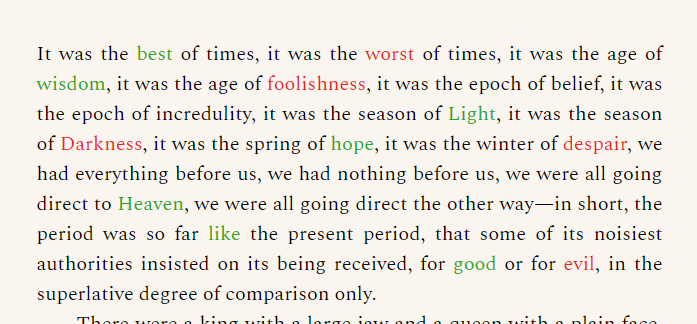 It was the best of times, it was the worst of times, it was the age of
wisdom, it was the age of foolishness, it was the epoch of belief, it was
the epoch of incredulity, it was the season of Light, it was the season
of Darkness, it was the spring of hope, it was the winter of despair, we
had everything before us, we had nothing before us, we were all going
direct to Heaven, we were all going direct the other way—in short, the
period was so far like the present period, that some of its noisiest
authorities insisted on its being received, for good or for evil, in the
superlative degree of comparison only.
There were a king with a large jaw and a queen with a plain face,